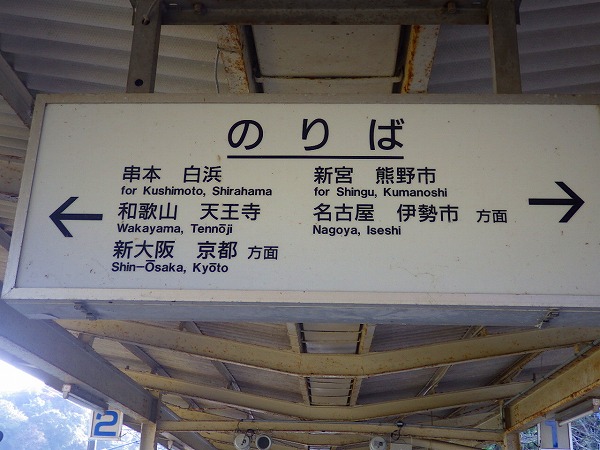 のりば
串本 白浜
for Kushimoto, Shirahama
和歌山 天王寺
Wakayama, Tennōji
新大阪 京都 方面
Shin-Ōsaka, Kyōto
新宮 熊野市
for Shingu, Kumanoshi
名古屋 伊勢市 方面
Nagoya, Iseshi
2
1